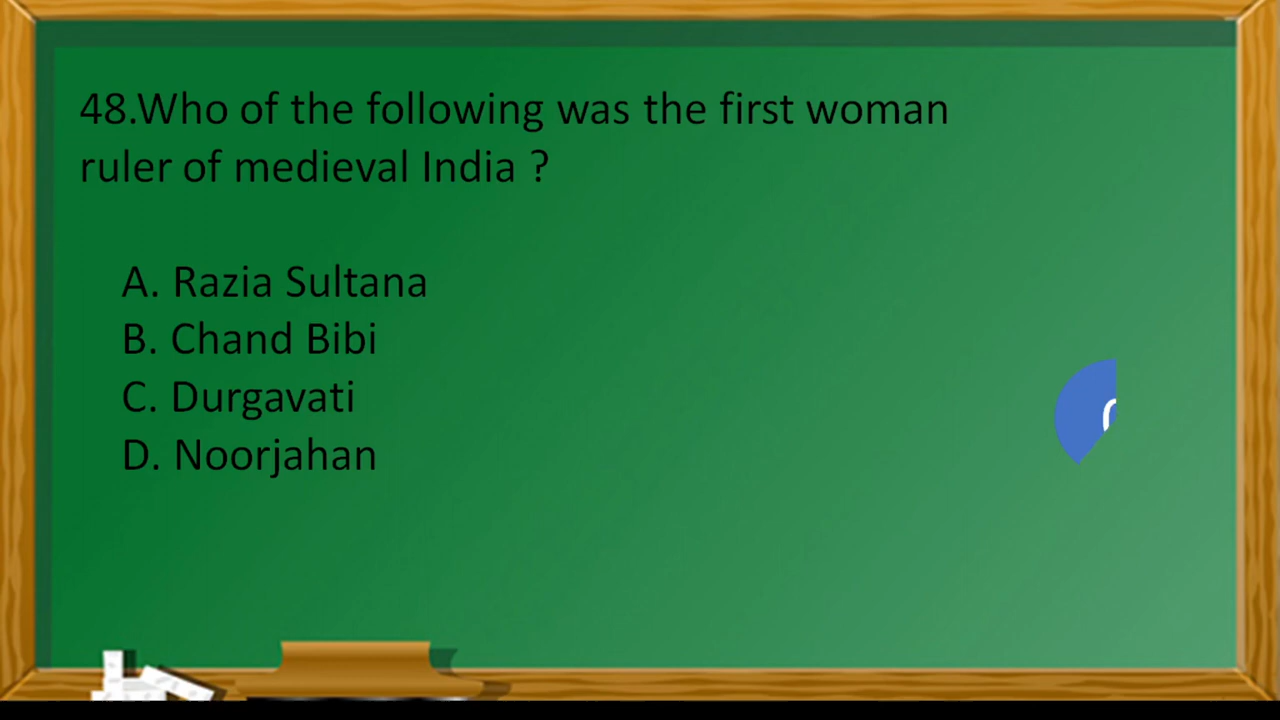 48.Who of the following was the first woman
ruler of medieval India ?
A. Razia Sultana
B. Chand Bibi
C. Durgavati
D. Noorjahan